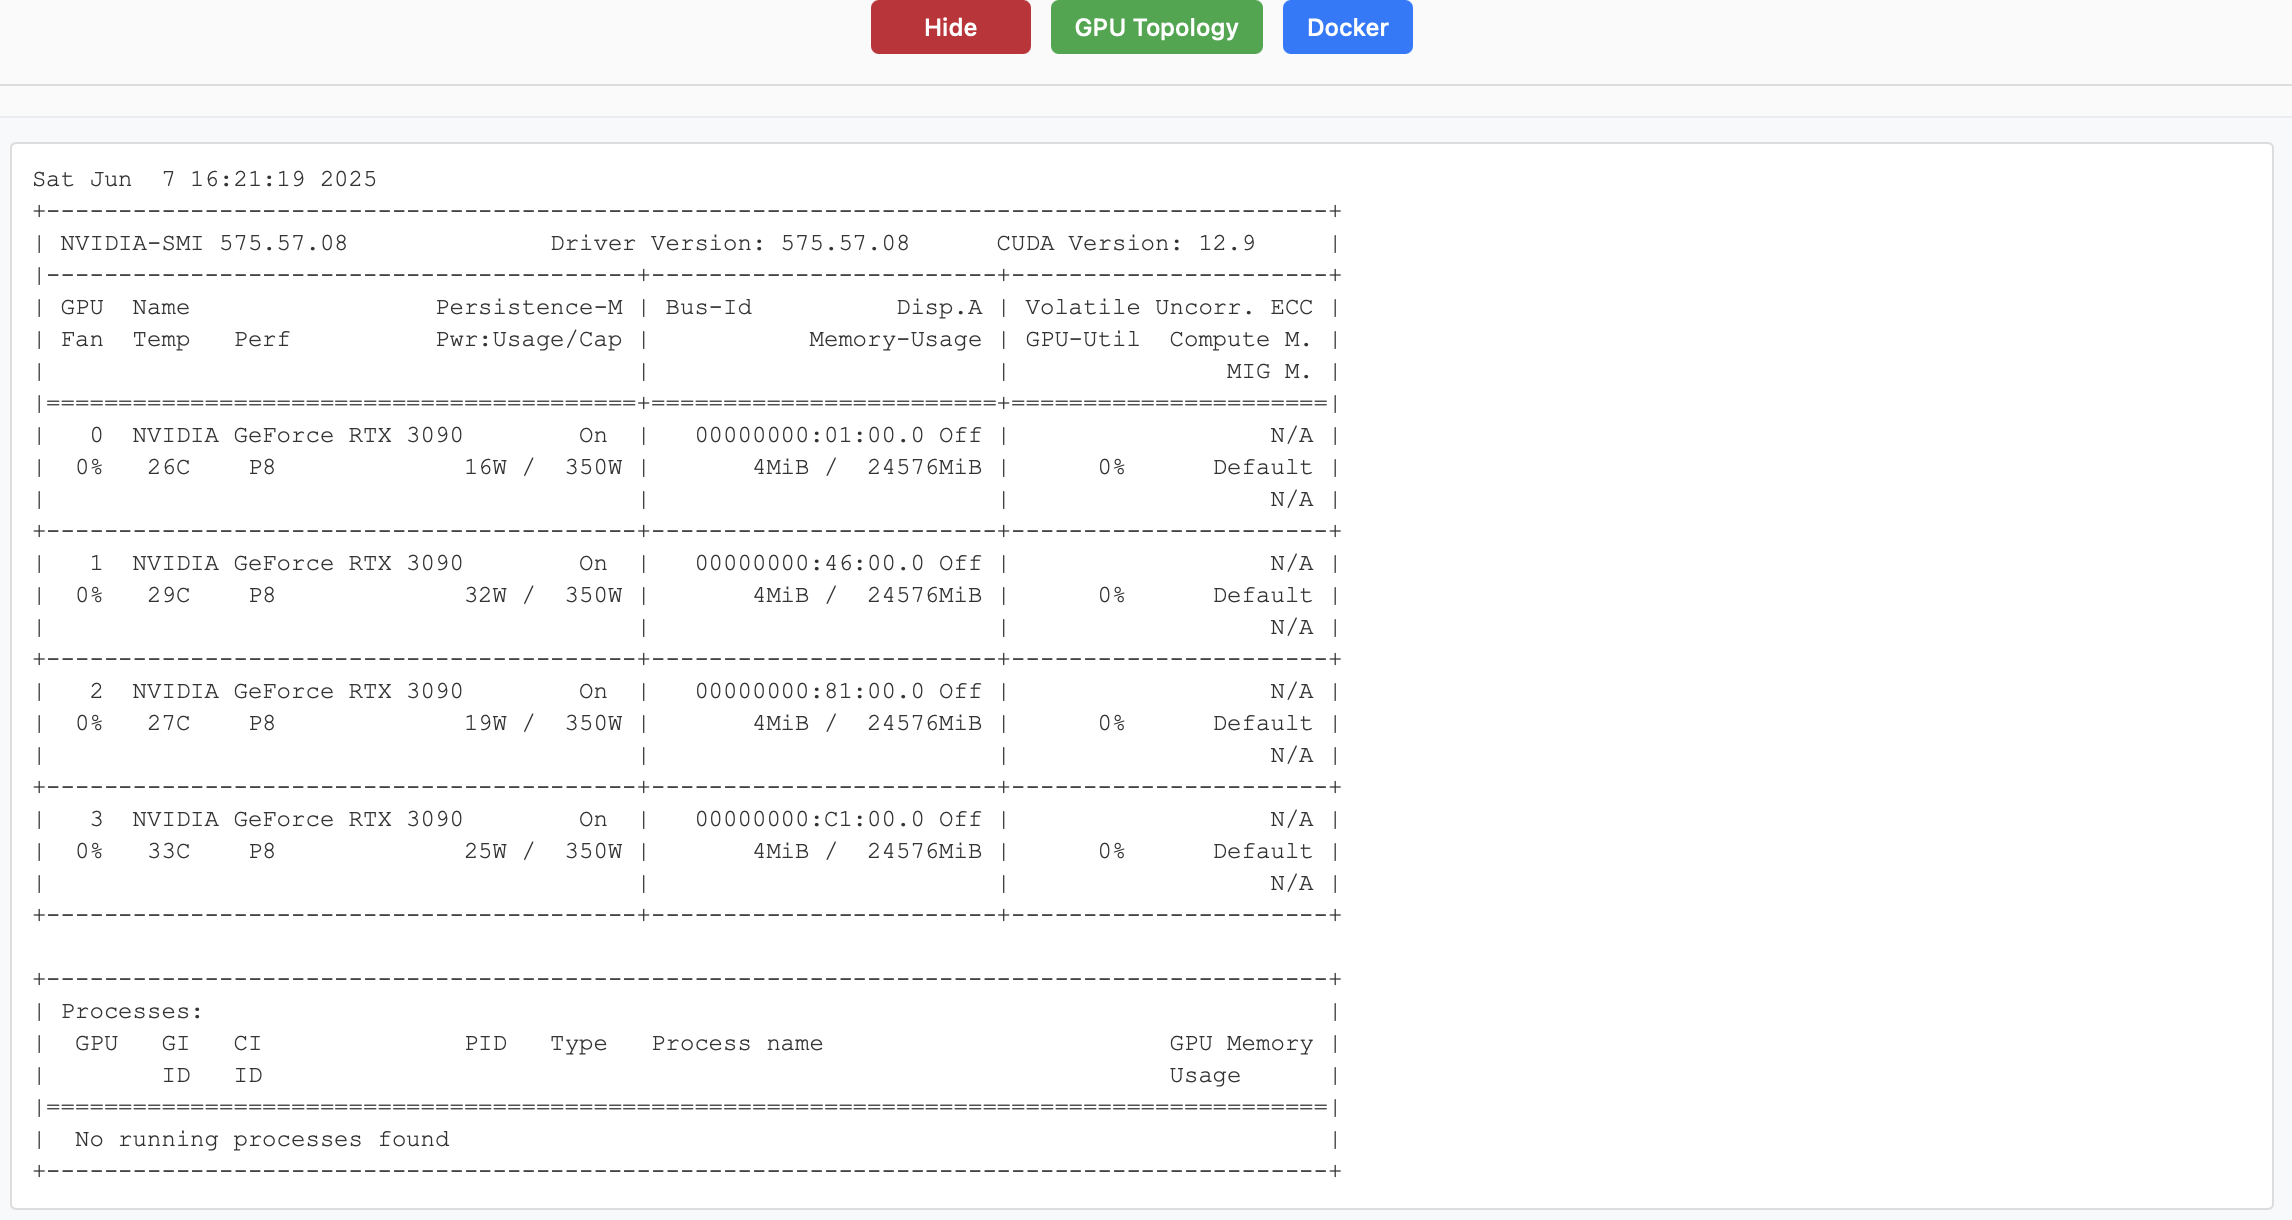 Hide GPU Topology Docker
Sat Jun  7 16:21:19 2025
+-----------------------------------------------------------------------------------------+
| NVIDIA-SMI 575.57.08              Driver Version: 575.57.08      CUDA Version: 12.9     |
|-----------------------------------------+------------------------+----------------------+
| GPU  Name                 Persistence-M | Bus-Id          Disp.A | Volatile Uncorr. ECC |
| Fan  Temp   Perf          Pwr:Usage/Cap |           Memory-Usage | GPU-Util  Compute M. |
|                                         |                        |               MIG M. |
|=========================================+========================+======================|
|   0  NVIDIA GeForce RTX 3090        On  |   00000000:01:00.0 Off |                  N/A |
|  0%   26C    P8             16W /  350W |       4MiB /  24576MiB |      0%      Default |
|                                         |                        |                  N/A |
+-----------------------------------------+------------------------+----------------------+
|   1  NVIDIA GeForce RTX 3090        On  |   00000000:46:00.0 Off |                  N/A |
|  0%   29C    P8             32W /  350W |       4MiB /  24576MiB |      0%      Default |
|                                         |                        |                  N/A |
+-----------------------------------------+------------------------+----------------------+
|   2  NVIDIA GeForce RTX 3090        On  |   00000000:81:00.0 Off |                  N/A |
|  0%   27C    P8             19W /  350W |       4MiB /  24576MiB |      0%      Default |
|                                         |                        |                  N/A |
+-----------------------------------------+------------------------+----------------------+
|   3  NVIDIA GeForce RTX 3090        On  |   00000000:C1:00.0 Off |                  N/A |
|  0%   33C    P8             25W /  350W |       4MiB /  24576MiB |      0%      Default |
|                                         |                        |                  N/A |
+-----------------------------------------+------------------------+----------------------+

+-----------------------------------------------------------------------------------------+
| Processes:                                                                              |
|  GPU   GI   CI              PID   Type   Process name                        GPU Memory |
|        ID   ID                                                               Usage      |
|=========================================================================================|
|  No running processes found                                                             |
+-----------------------------------------------------------------------------------------+